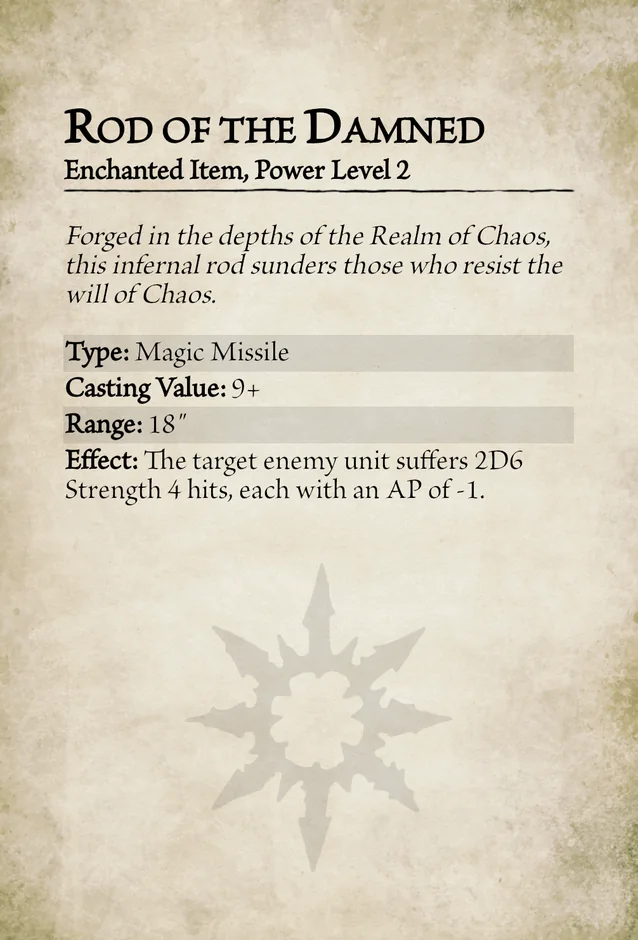 Rod of the Damned
Enchanted Item, Power Level 2
Forged in the depths of the Realm of Chaos,
this infernal rod sunders those who resist the
will of Chaos.
Type: Magic Missile
Casting Value: 9+
Range: 18"
Effect: The target enemy unit suffers 2D6
Strength 4 hits, each with an AP of -1.